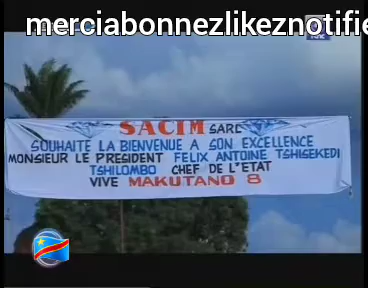 merciabonnezlikeznotifie
SACIM SARL
SOUHAITE LA BIENVENUE A SON EXCELLENCE
MONSIEUR LE PRESIDENT FELIX ANTOINE TSHISEKEDI
TSHILOMBO CHEF DE L'ETAT
VIVE MAKUTANO 8